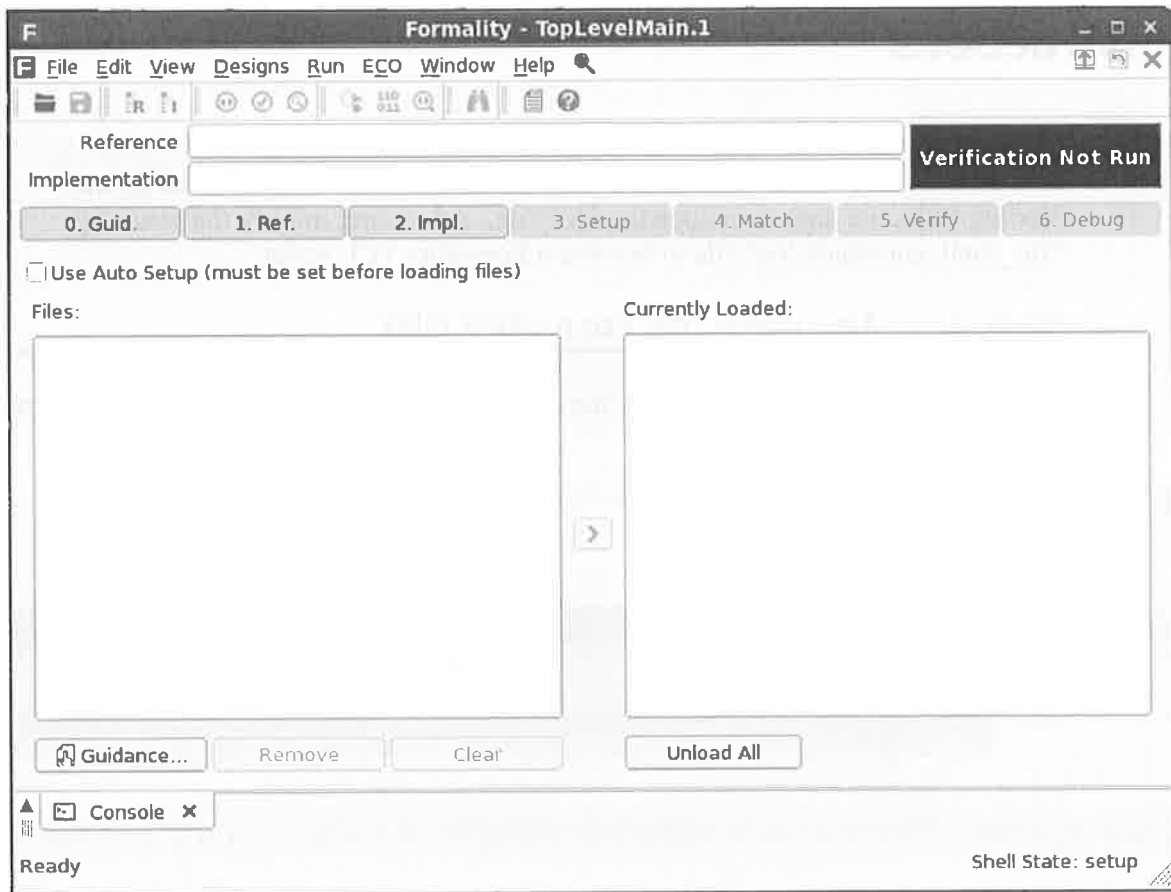 F Formality - TopLevelMain.1
F File Edit View Designs Run ECO Window Help
R I 110 011
Reference
Verification Not Run
Implementation
0. Guid. 1. Ref. 2. Impl. 3. Setup 4. Match 5. Verify 6. Debug
Use Auto Setup (must be set before loading files)
Files: Currently Loaded:
Guidance... Remove Clear Unload All
Console
Ready Shell State: setup